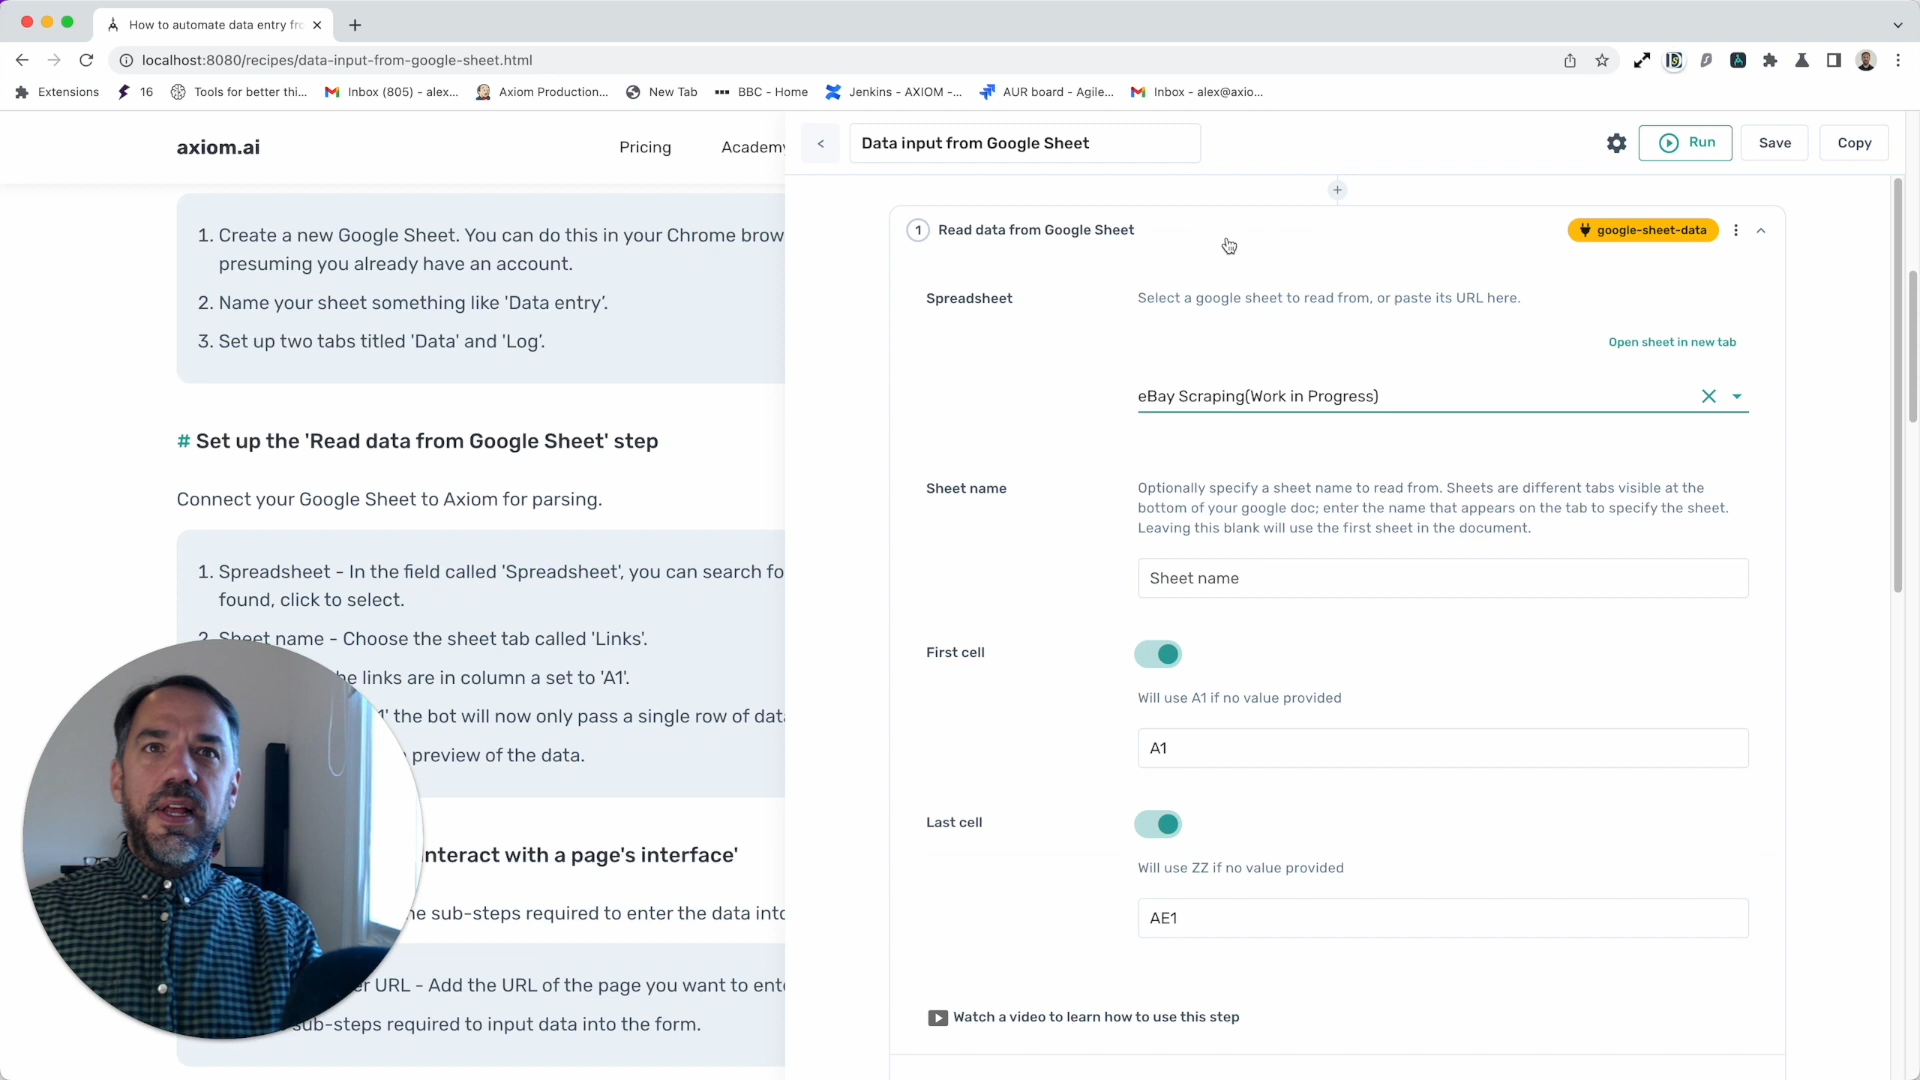 How to automate data entry fro
localhost:8080/recipes/data-input-from-google-sheet.html
Extensions
16
Tools for better thi...
Inbox (805) - alex...
Axiom Production...
New Tab
BBC - Home
Jenkins - AXIOM -...
AUR board - Agile...
Inbox - alex@axio...
axiom.ai
Pricing
Academy
1. Create a new Google Sheet. You can do this in your Chrome brow
presuming you already have an account.
2. Name your sheet something like 'Data entry'.
3. Set up two tabs titled 'Data' and 'Log'.
# Set up the 'Read data from Google Sheet' step
Connect your Google Sheet to Axiom for parsing.
1. Spreadsheet - In the field called 'Spreadsheet', you can search fo
found, click to select.
2. Sheet name - Choose the sheet tab called 'Links'.
he links are in column a set to 'A1'.
1' the bot will now only pass a single row of data
preview of the data.
nteract with a page's interface'
he sub-steps required to enter the data into
er URL - Add the URL of the page you want to ente
sub-steps required to input data into the form.
<
Data input from Google Sheet
Run
Save
Copy
+
1
Read data from Google Sheet
google-sheet-data
Spreadsheet
Select a google sheet to read from, or paste its URL here.
Open sheet in new tab
eBay Scraping(Work in Progress)
Sheet name
Optionally specify a sheet name to read from. Sheets are different tabs visible at the
bottom of your google doc; enter the name that appears on the tab to specify the sheet.
Leaving this blank will use the first sheet in the document.
Sheet name
First cell
Will use A1 if no value provided
A1
Last cell
Will use ZZ if no value provided
AE1
Watch a video to learn how to use this step